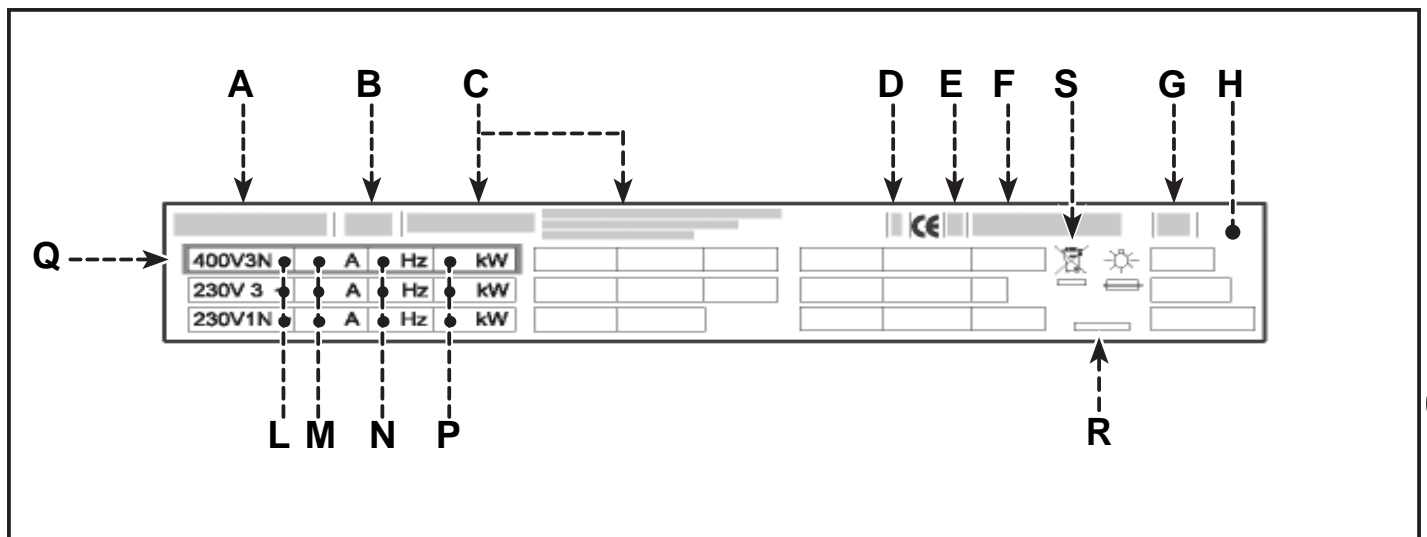 A B C D E F S G H
CE
Q 400V3N A Hz kW
230V 3 A Hz kW
230V1N A Hz kW
L M N P R